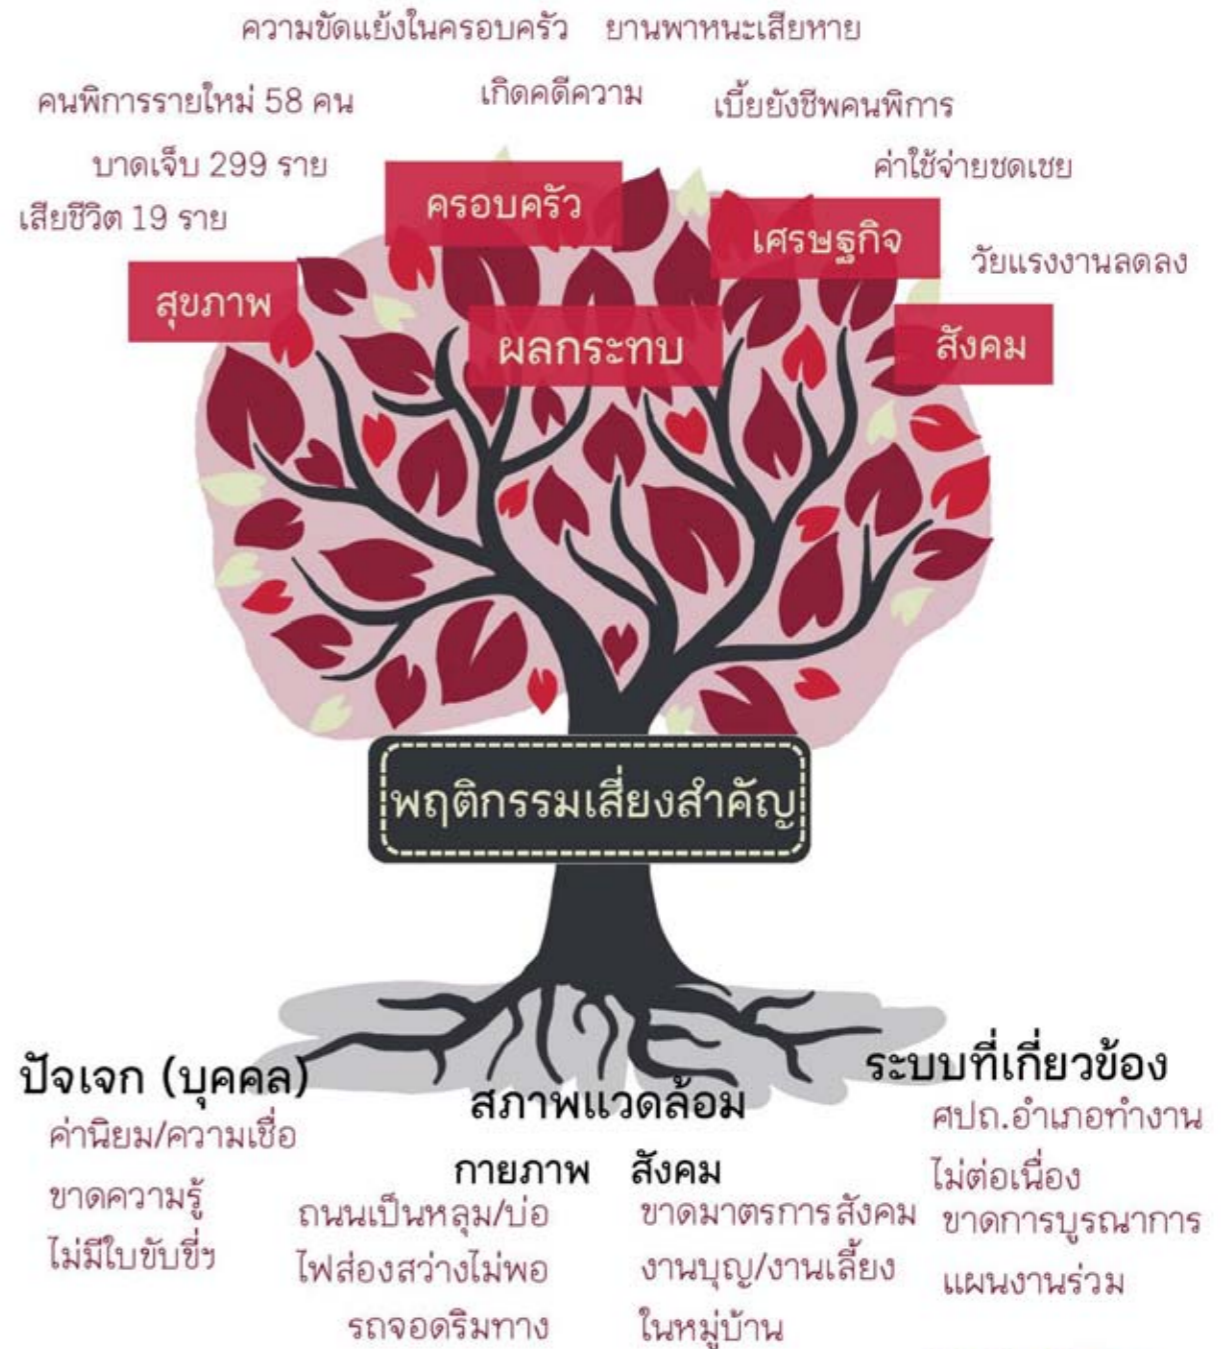 ความขัดแย้งในครอบครัว ยานพาหนะเสียหาย
คนพิการรายใหม่ 58 คน
เกิดคดีความ
เบี้ยยังชีพคนพิการ
บาดเจ็บ 299 ราย
ค่าใช้จ่ายชดเชย
เสียชีวิต 19 ราย
ครอบครัว
เศรษฐกิจ
วัยแรงงานลดลง
สุขภาพ
ผลกระทบ
สังคม
พฤติกรรมเสี่ยงสำคัญ
ปัจเจก (บุคคล)
ค่านิยม/ความเชื่อ
ขาดความรู้
ไม่มีใบขับขี่ฯ
สภาพแวดล้อม
กายภาพ
ถนนเป็นหลุม/บ่อ
ไฟส่องสว่างไม่พอ
รถจอดริมทาง
สังคม
ขาดมาตรการสังคม
งานบุญ/งานเลี้ยง
ในหมู่บ้าน
ระบบที่เกี่ยวข้อง
ศปถ.อำเภอทำงาน
ไม่ต่อเนื่อง
ขาดการบูรณาการ
แผนงานร่วม